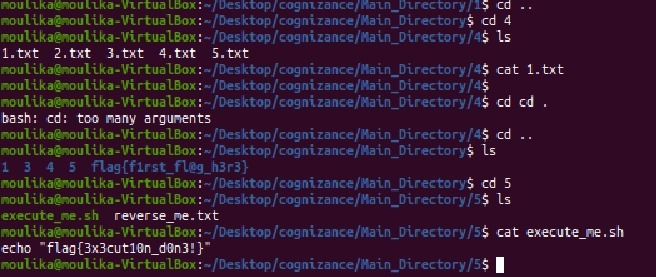 moulika@moulika-VirtualBox:~/Desktop/cognizance/Main_Directory/1$ cd ..
moulika@moulika-VirtualBox:~/Desktop/cognizance/Main_Directory$ cd 4
moulika@moulika-VirtualBox:~/Desktop/cognizance/Main_Directory/4$ ls
1.txt  2.txt  3.txt  4.txt  5.txt
moulika@moulika-VirtualBox:~/Desktop/cognizance/Main_Directory/4$ cat 1.txt
moulika@moulika-VirtualBox:~/Desktop/cognizance/Main_Directory/4$
moulika@moulika-VirtualBox:~/Desktop/cognizance/Main_Directory/4$ cd cd .
bash: cd: too many arguments
moulika@moulika-VirtualBox:~/Desktop/cognizance/Main_Directory/4$ cd ..
moulika@moulika-VirtualBox:~/Desktop/cognizance/Main_Directory$ ls
1  3  4  5  flag{f1rst_fl@g_h3r3}
moulika@moulika-VirtualBox:~/Desktop/cognizance/Main_Directory$ cd 5
moulika@moulika-VirtualBox:~/Desktop/cognizance/Main_Directory/5$ ls
execute_me.sh  reverse_me.txt
moulika@moulika-VirtualBox:~/Desktop/cognizance/Main_Directory/5$ cat execute_me.sh
echo "flag{3x3cut10n_d0n3!}"
moulika@moulika-VirtualBox:~/Desktop/cognizance/Main_Directory/5$